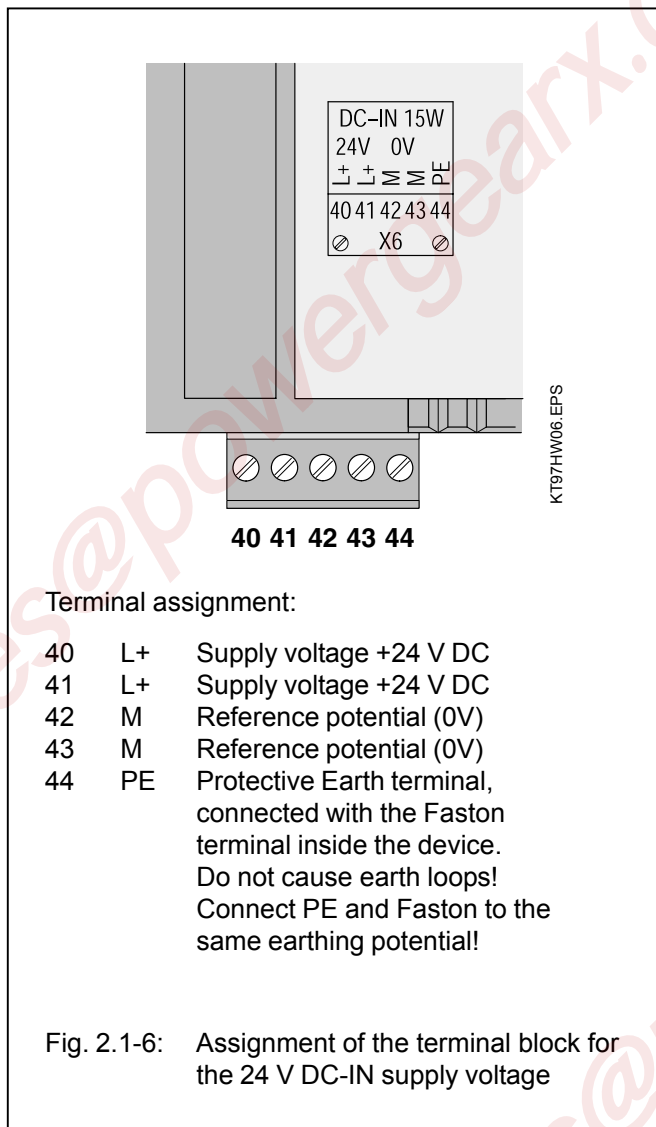 DC–IN 15W
24V 0V
L+ L+ M M PE
40 41 42 43 44
X6
KT97HW06.EPS
40 41 42 43 44
Terminal assignment:
40 L+ Supply voltage +24 V DC
41 L+ Supply voltage +24 V DC
42 M Reference potential (0V)
43 M Reference potential (0V)
44 PE Protective Earth terminal,
connected with the Faston
terminal inside the device.
Do not cause earth loops!
Connect PE and Faston to the
same earthing potential!
Fig. 2.1-6: Assignment of the terminal block for
the 24 V DC-IN supply voltage
es@powergearx.c